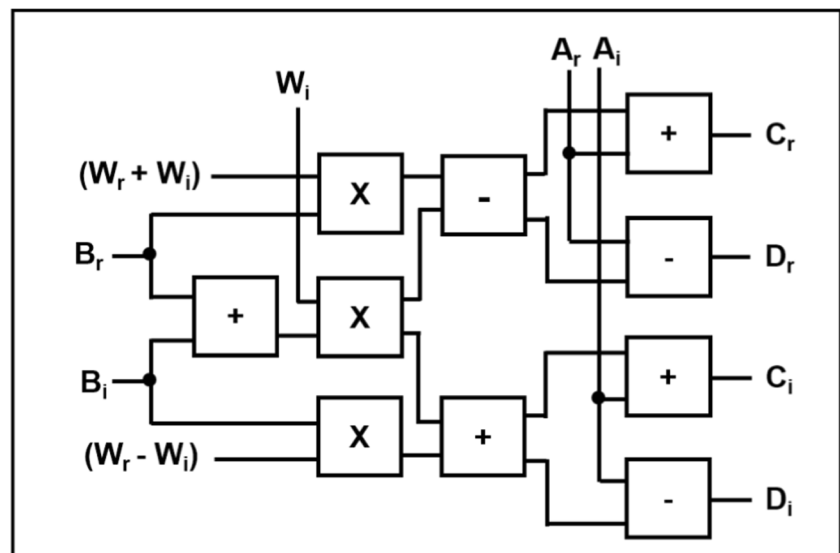 A_r A_i
W_i
+
C_r
(W_r + W_i)
X
-
B_r
D_r
-
+
X
B_i
+
C_i
X
+
(W_r - W_i)
-
D_i